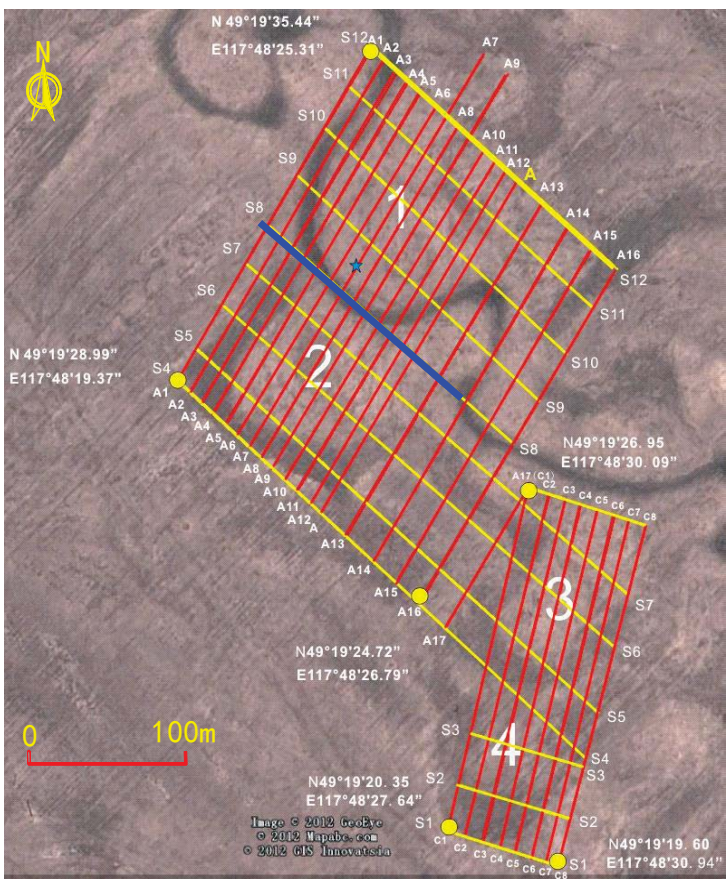 N 49°19'35.44”
E117°48'25.31”
N
S12
A1
A2
A3
A4
A5
A6
A7
A8
A9
A10
A11
A12
A
A13
A14
A15
A16
S12
S11
S10
S9
S8
S7
S6
S5
S4
S11
S10
S9
S8
1
2
N 49°19'28.99”
E117°48'19.37”
A1
A2
A3
A4
A5
A6
A7
A8
A9
A10
A11
A12
A
A13
A14
A15
A16
A17
N49°19'26. 95
E117°48'30. 09”
A17(C1)
C2
C3
C4
C5
C6
C7
C8
3
S7
S6
S5
S4
S3
S2
S1
N49°19'24.72”
E117°48'26.79”
0 100m
4
S3
S2
S1
N49°19'20. 35
E117°48'27. 64”
C1
C2
C3
C4
C5
C6
C7
C8
N49°19'19. 60
E117°48'30. 94”
Image © 2012 GeoEye
© 2012 Mapabc.com
© 2012 GIS Innovatsia